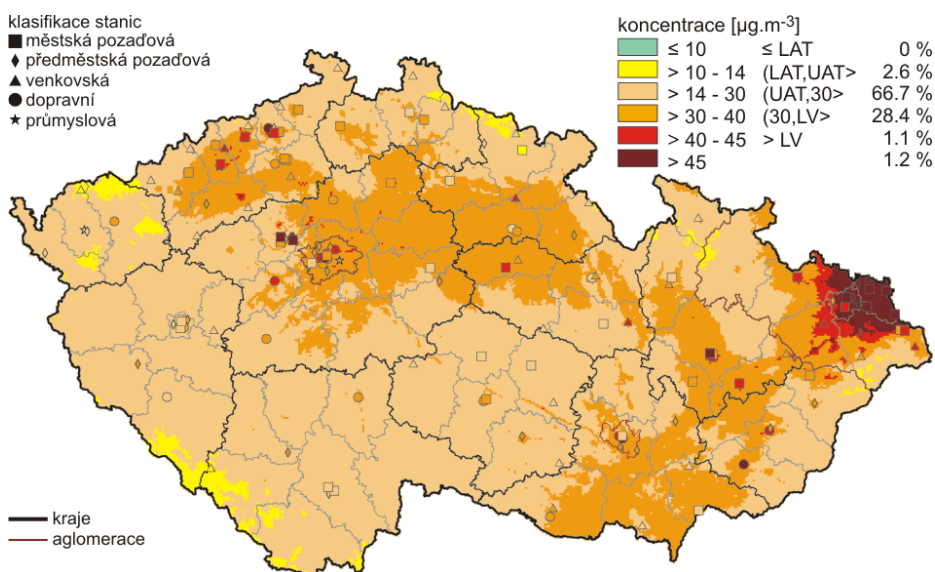 klasifikace stanic
městská pozaďová
předměstská pozaďová
venkovská
dopravní
průmyslová
koncentrace [µg.m-3]
≤ 10 ≤ LAT 0 %
> 10 - 14 (LAT,UAT> 2.6 %
> 14 - 30 (UAT,30> 66.7 %
> 30 - 40 (30,LV> 28.4 %
> 40 - 45 > LV 1.1 %
> 45 1.2 %
kraje
aglomerace